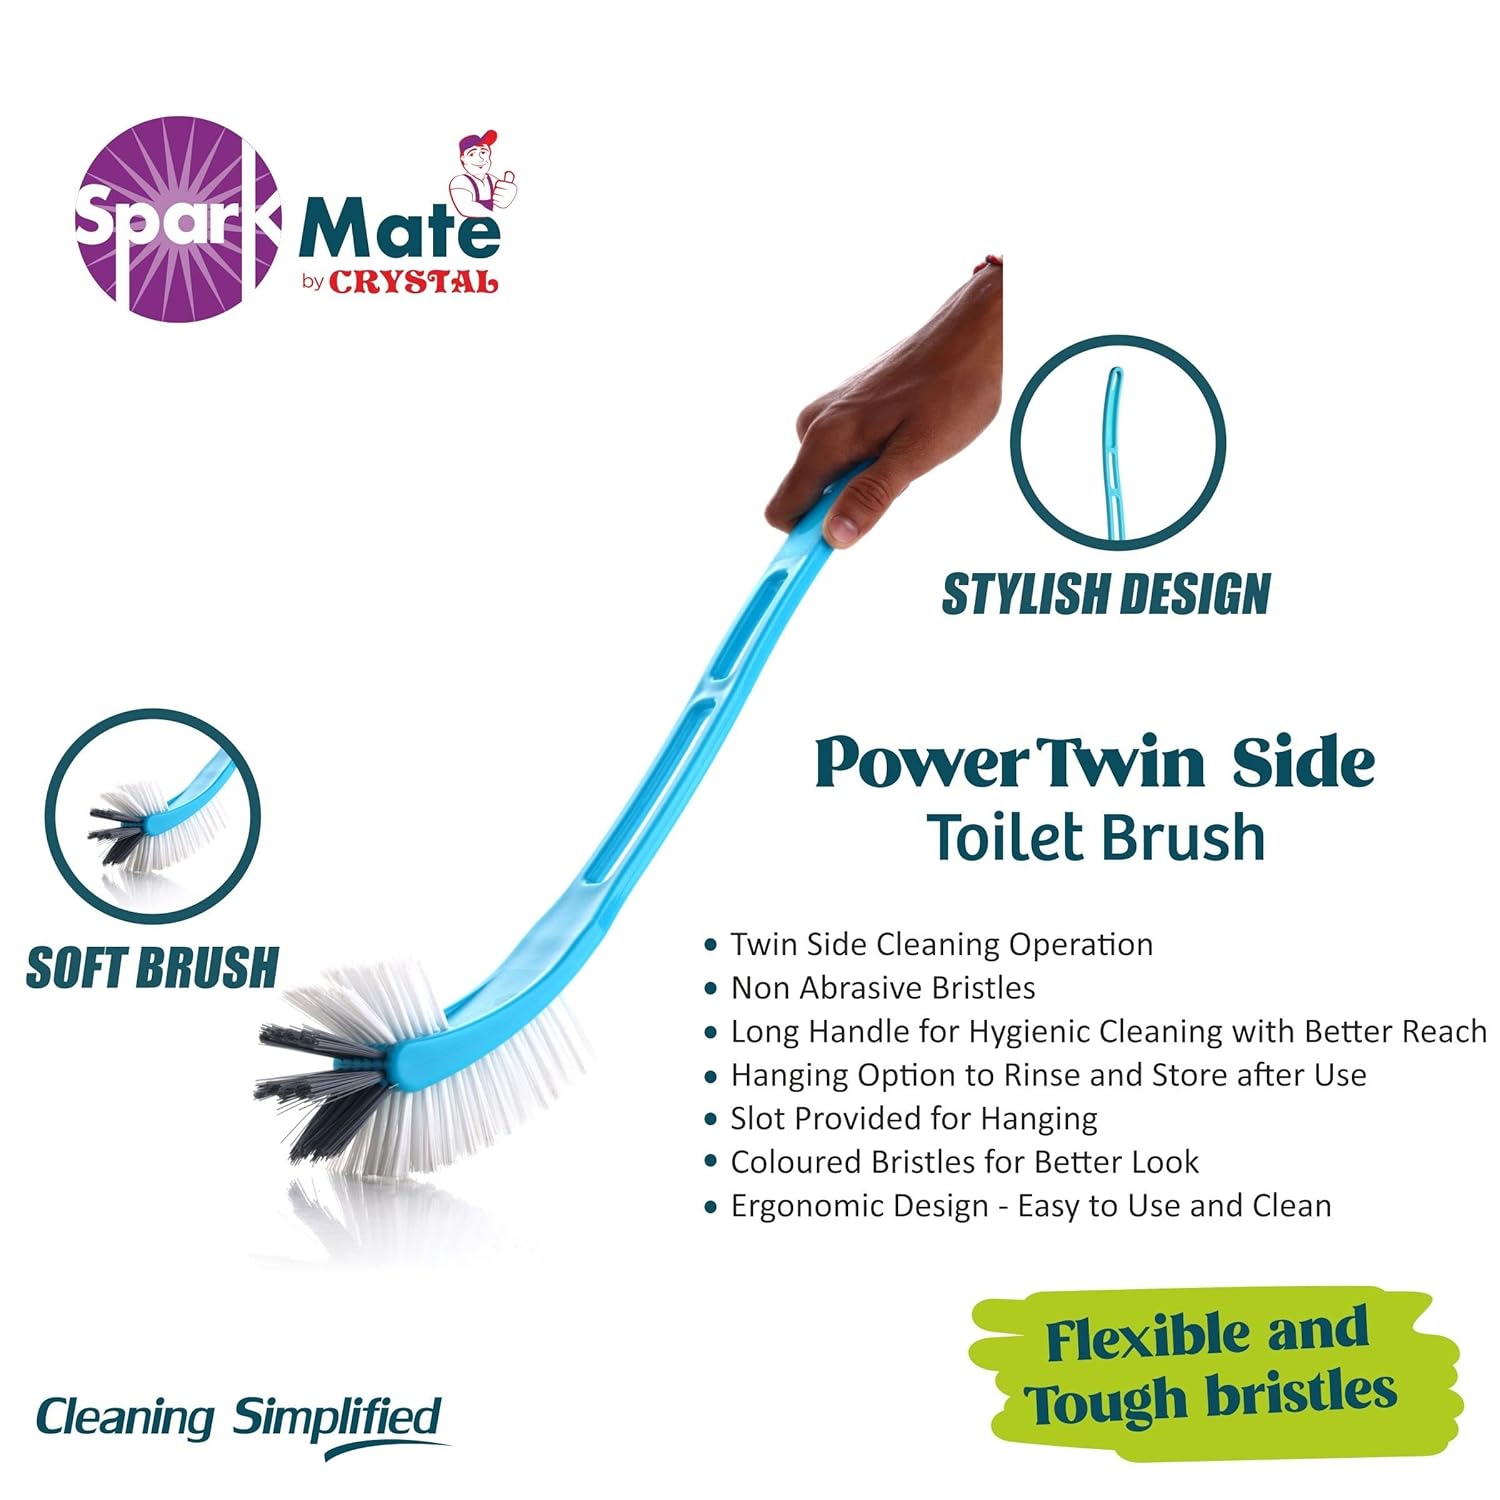 Spark Mate
by CRYSTAL
STYLISH DESIGN
Power Twin Side
Toilet Brush
SOFT BRUSH
• Twin Side Cleaning Operation
• Non Abrasive Bristles
• Long Handle for Hygienic Cleaning with Better Reach
• Hanging Option to Rinse and Store after Use
• Slot Provided for Hanging
• Coloured Bristles for Better Look
• Ergonomic Design - Easy to Use and Clean
Flexible and
Tough bristles
Cleaning Simplified